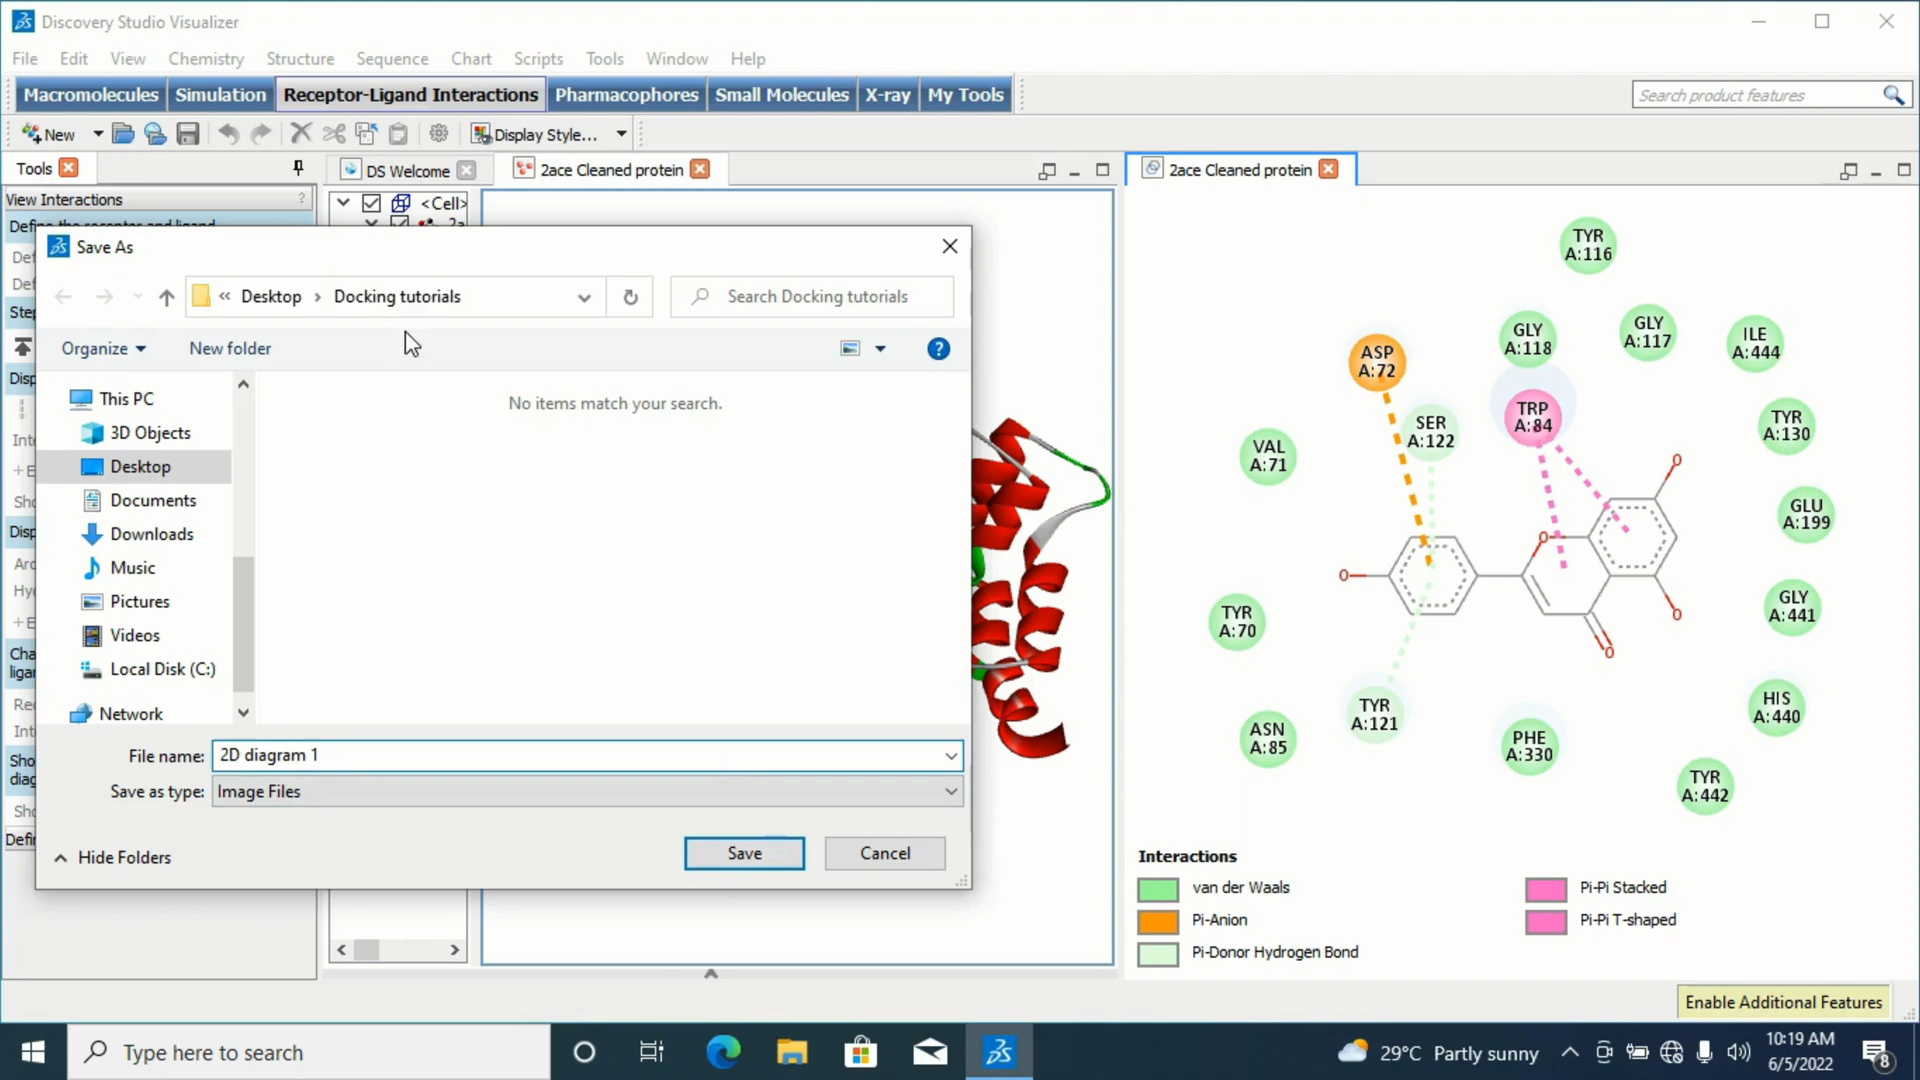 Discovery Studio Visualizer
File Edit View Chemistry Structure Sequence Chart Scripts Tools Window Help
Macromolecules Simulation Receptor-Ligand Interactions Pharmacophores Small Molecules X-ray My Tools
Search product features
New Display Style...
Tools DS Welcome 2ace Cleaned protein 2ace Cleaned protein
View Interactions ?
<Cell>
Save As
« Desktop › Docking tutorials
Search Docking tutorials
Organize New folder ?
This PC
3D Objects
Desktop
Documents
Downloads
Music
Pictures
Videos
Local Disk (C:)
Network
No items match your search.
File name: 2D diagram 1
Save as type: Image Files
Hide Folders
Save Cancel
TYR
A:116
GLY
A:118
GLY
A:117
ILE
A:444
ASP
A:72
SER
A:122
TRP
A:84
TYR
A:130
VAL
A:71
GLU
A:199
TYR
A:70
GLY
A:441
TYR
A:121
HIS
A:440
ASN
A:85
PHE
A:330
TYR
A:442
O
O
O
O
O
Interactions
van der Waals
Pi-Anion
Pi-Donor Hydrogen Bond
Pi-Pi Stacked
Pi-Pi T-shaped
Enable Additional Features
Type here to search
29°C Partly sunny
10:19 AM
6/5/2022
8